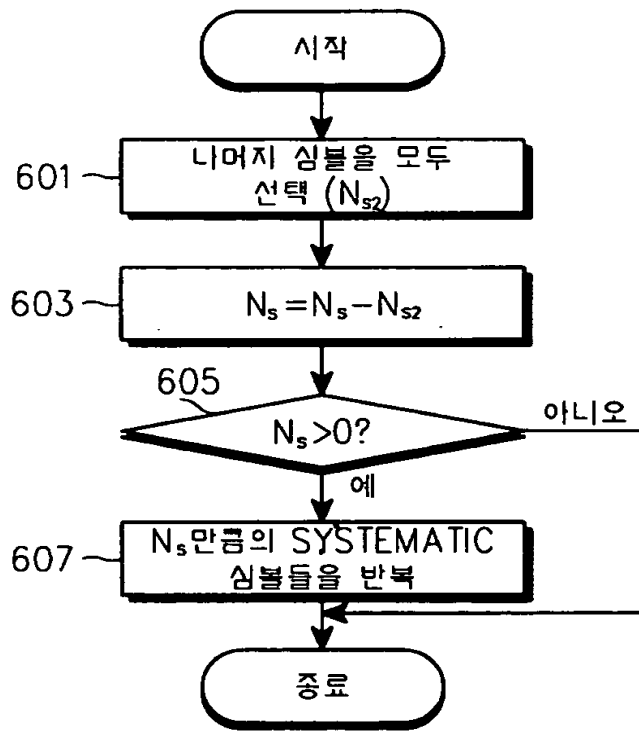 시작
601
나머지 심볼을 모두
선택 (Ns2)
603
Ns=Ns-Ns2
605
Ns>0?
아니오
예
607
Ns만큼의 SYSTEMATIC
심볼들을 반복
종료